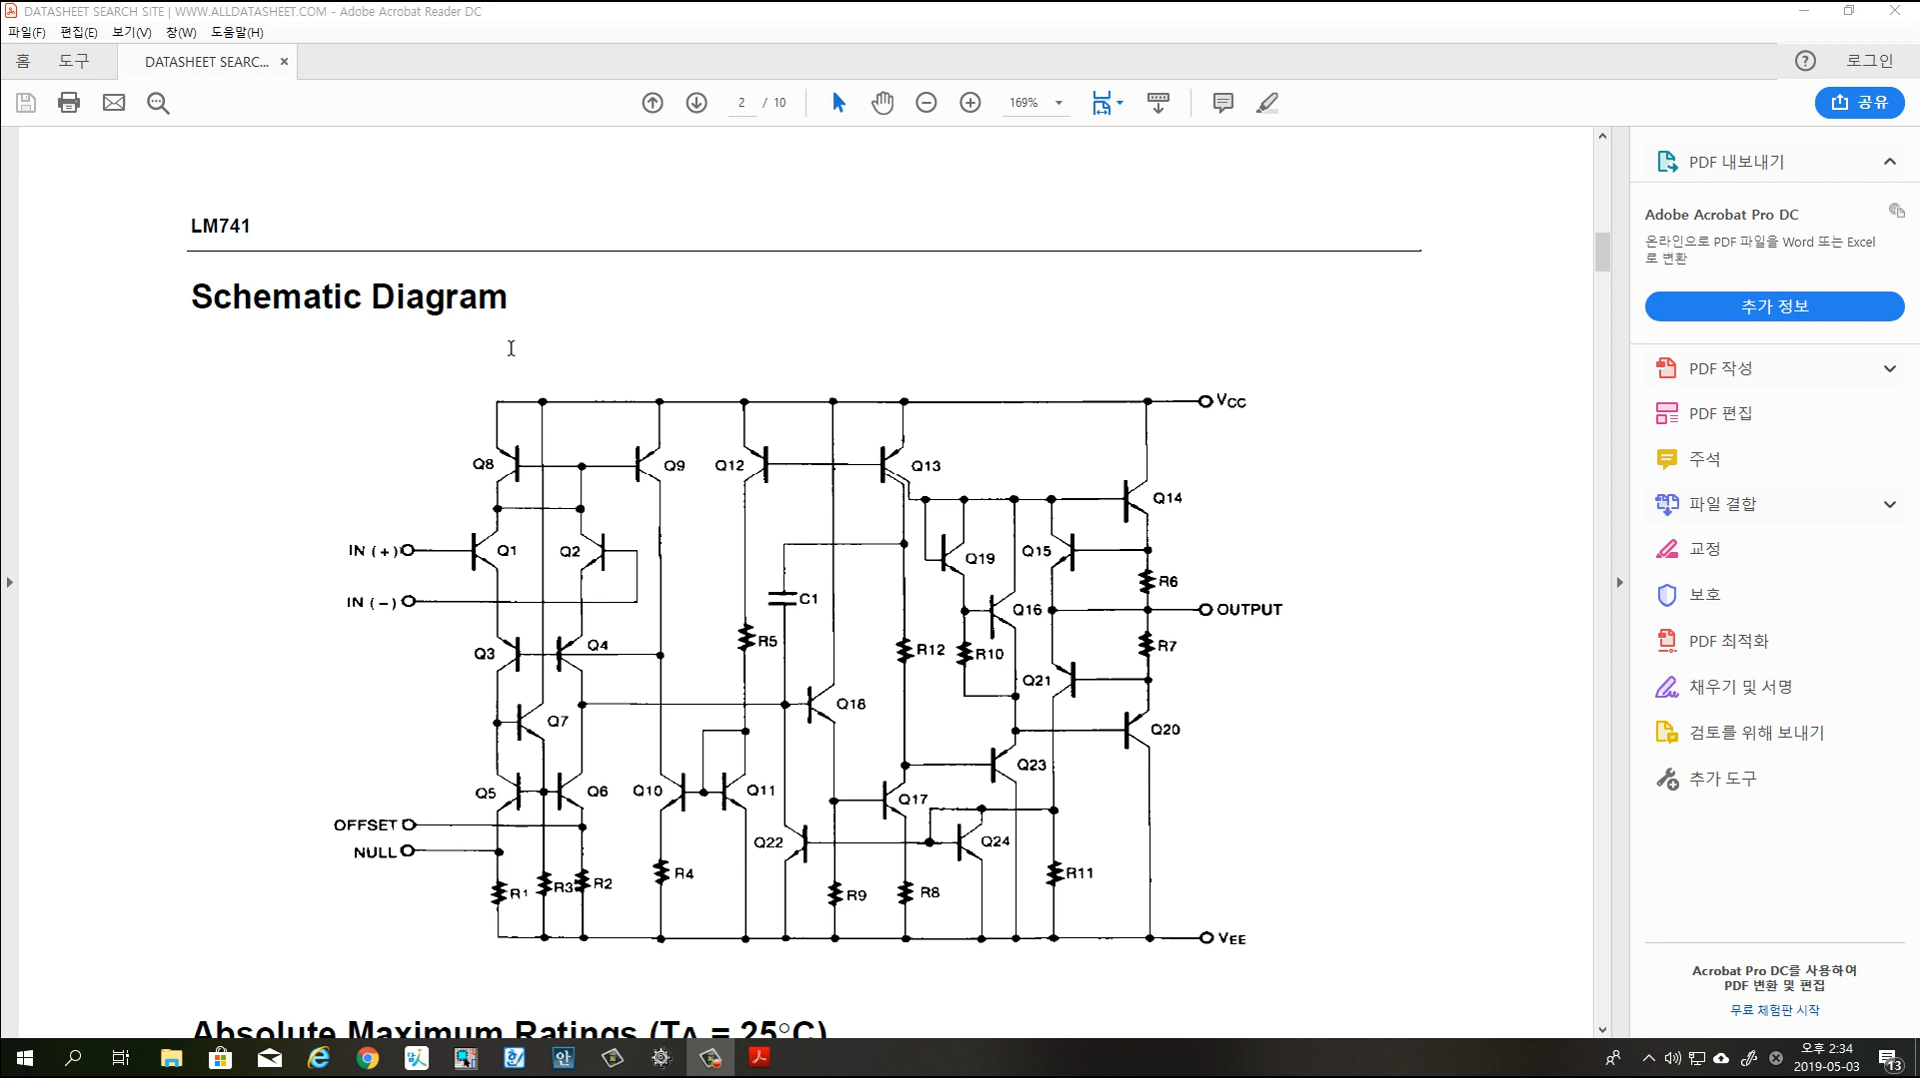 DATASHEET SEARCH SITE | WWW.ALLDATASHEET.COM - Adobe Acrobat Reader DC
파일(F) 편집(E) 보기(V) 창(W) 도움말(H)
홈 도구 DATASHEET SEARC... × ? 로그인
2 / 10 169% 공유
LM741
Schematic Diagram
VCC
Q8 Q9 Q12 Q13
Q14
IN (+) Q1 Q2 Q19 Q15
R6
IN (−) C1 Q16 OUTPUT
Q3 Q4 R5 R12 R10 R7
Q21
Q7 Q18 Q20
Q23
Q5 Q6 Q10 Q11 Q17
OFFSET
NULL Q22 Q24
R1 R3 R2 R4 R9 R8 R11
VEE
Absolute Maximum Ratings (TA = 25°C)
PDF 내보내기
Adobe Acrobat Pro DC
온라인으로 PDF 파일을 Word 또는 Excel
로 변환
추가 정보
PDF 작성
PDF 편집
주석
파일 결합
교정
보호
PDF 최적화
채우기 및 서명
검토를 위해 보내기
추가 도구
Acrobat Pro DC를 사용하여
PDF 변환 및 편집
무료 체험판 시작
오후 2:34
2019-05-03
13